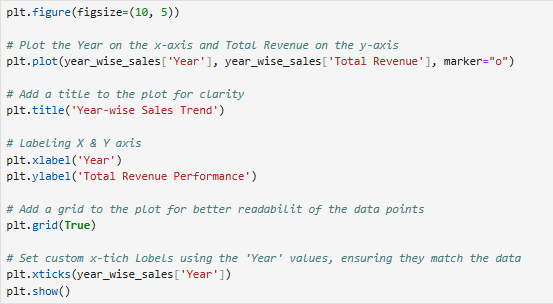 plt.figure(figsize=(10, 5))
# Plot the Year on the x-axis and Total Revenue on the y-axis
plt.plot(year_wise_sales['Year'], year_wise_sales['Total Revenue'], marker="o")
# Add a title to the plot for clarity
plt.title('Year-wise Sales Trend')
# Labeling X & Y axis
plt.xlabel('Year')
plt.ylabel('Total Revenue Performance')
# Add a grid to the plot for better readabilit of the data points
plt.grid(True)
# Set custom x-tich Lobels using the 'Year' values, ensuring they match the data
plt.xticks(year_wise_sales['Year'])
plt.show()